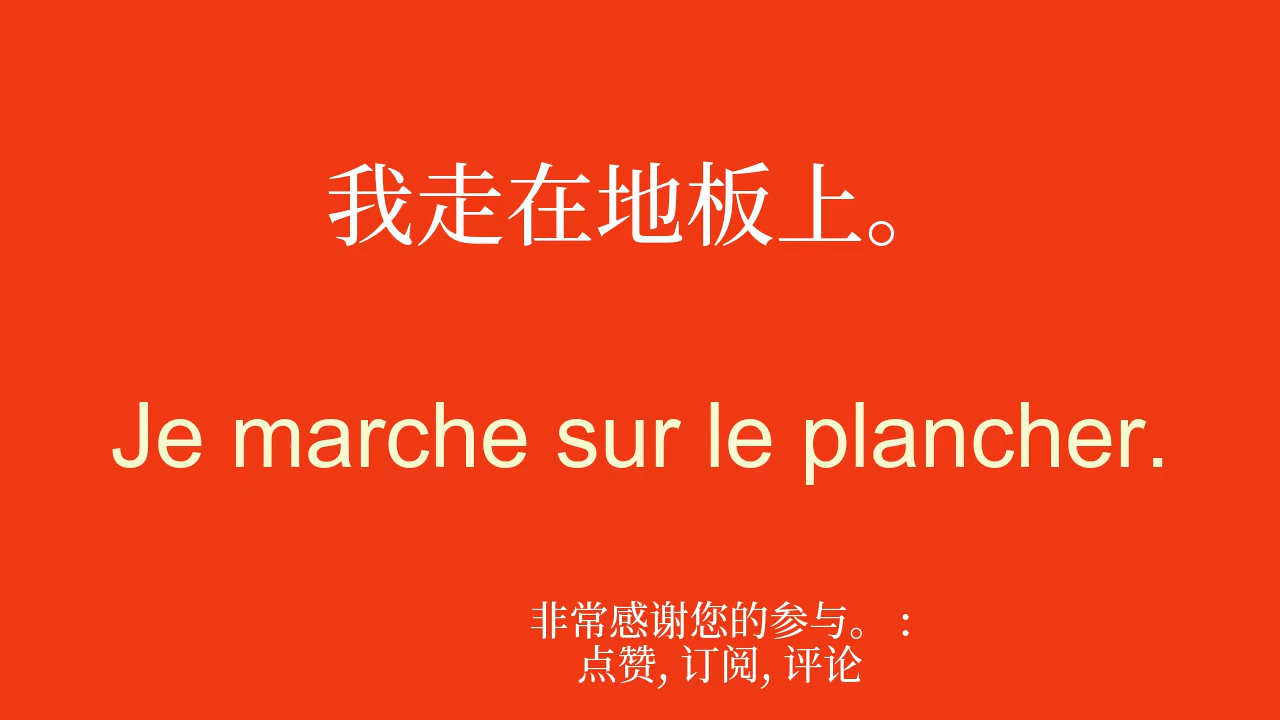 我走在地板上。
Je marche sur le plancher.
非常感谢您的参与。 :
点赞, 订阅, 评论